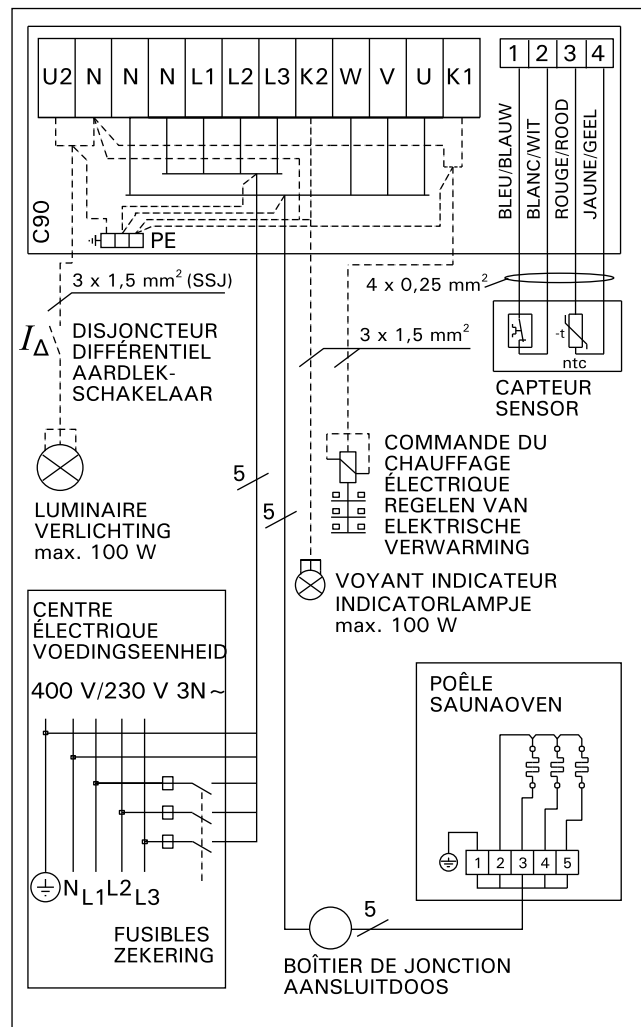 U2 N N N L1 L2 L3 K2 W V U K1
1 2 3 4
BLEU/BLAUW
BLANC/WIT
ROUGE/ROOD
JAUNE/GEEL
C90
PE
3 x 1,5 mm² (SSJ)
4 x 0,25 mm²
3 x 1,5 mm²
I∆
DISJONCTEUR
DIFFÉRENTIEL
AARDLEK-
SCHAKELAAR
-t
ntc
CAPTEUR
SENSOR
LUMINAIRE
VERLICHTING
max. 100 W
5
5
COMMANDE DU
CHAUFFAGE
ÉLECTRIQUE
REGELEN VAN
ELEKTRISCHE
VERWARMING
VOYANT INDICATEUR
INDICATORLAMPJE
max. 100 W
CENTRE
ÉLECTRIQUE
VOEDINGSEENHEID
400 V/230 V 3N ~
N L1 L2 L3
FUSIBLES
ZEKERING
POÊLE
SAUNAOVEN
1 2 3 4 5
5
BOÎTIER DE JONCTION
AANSLUITDOOS